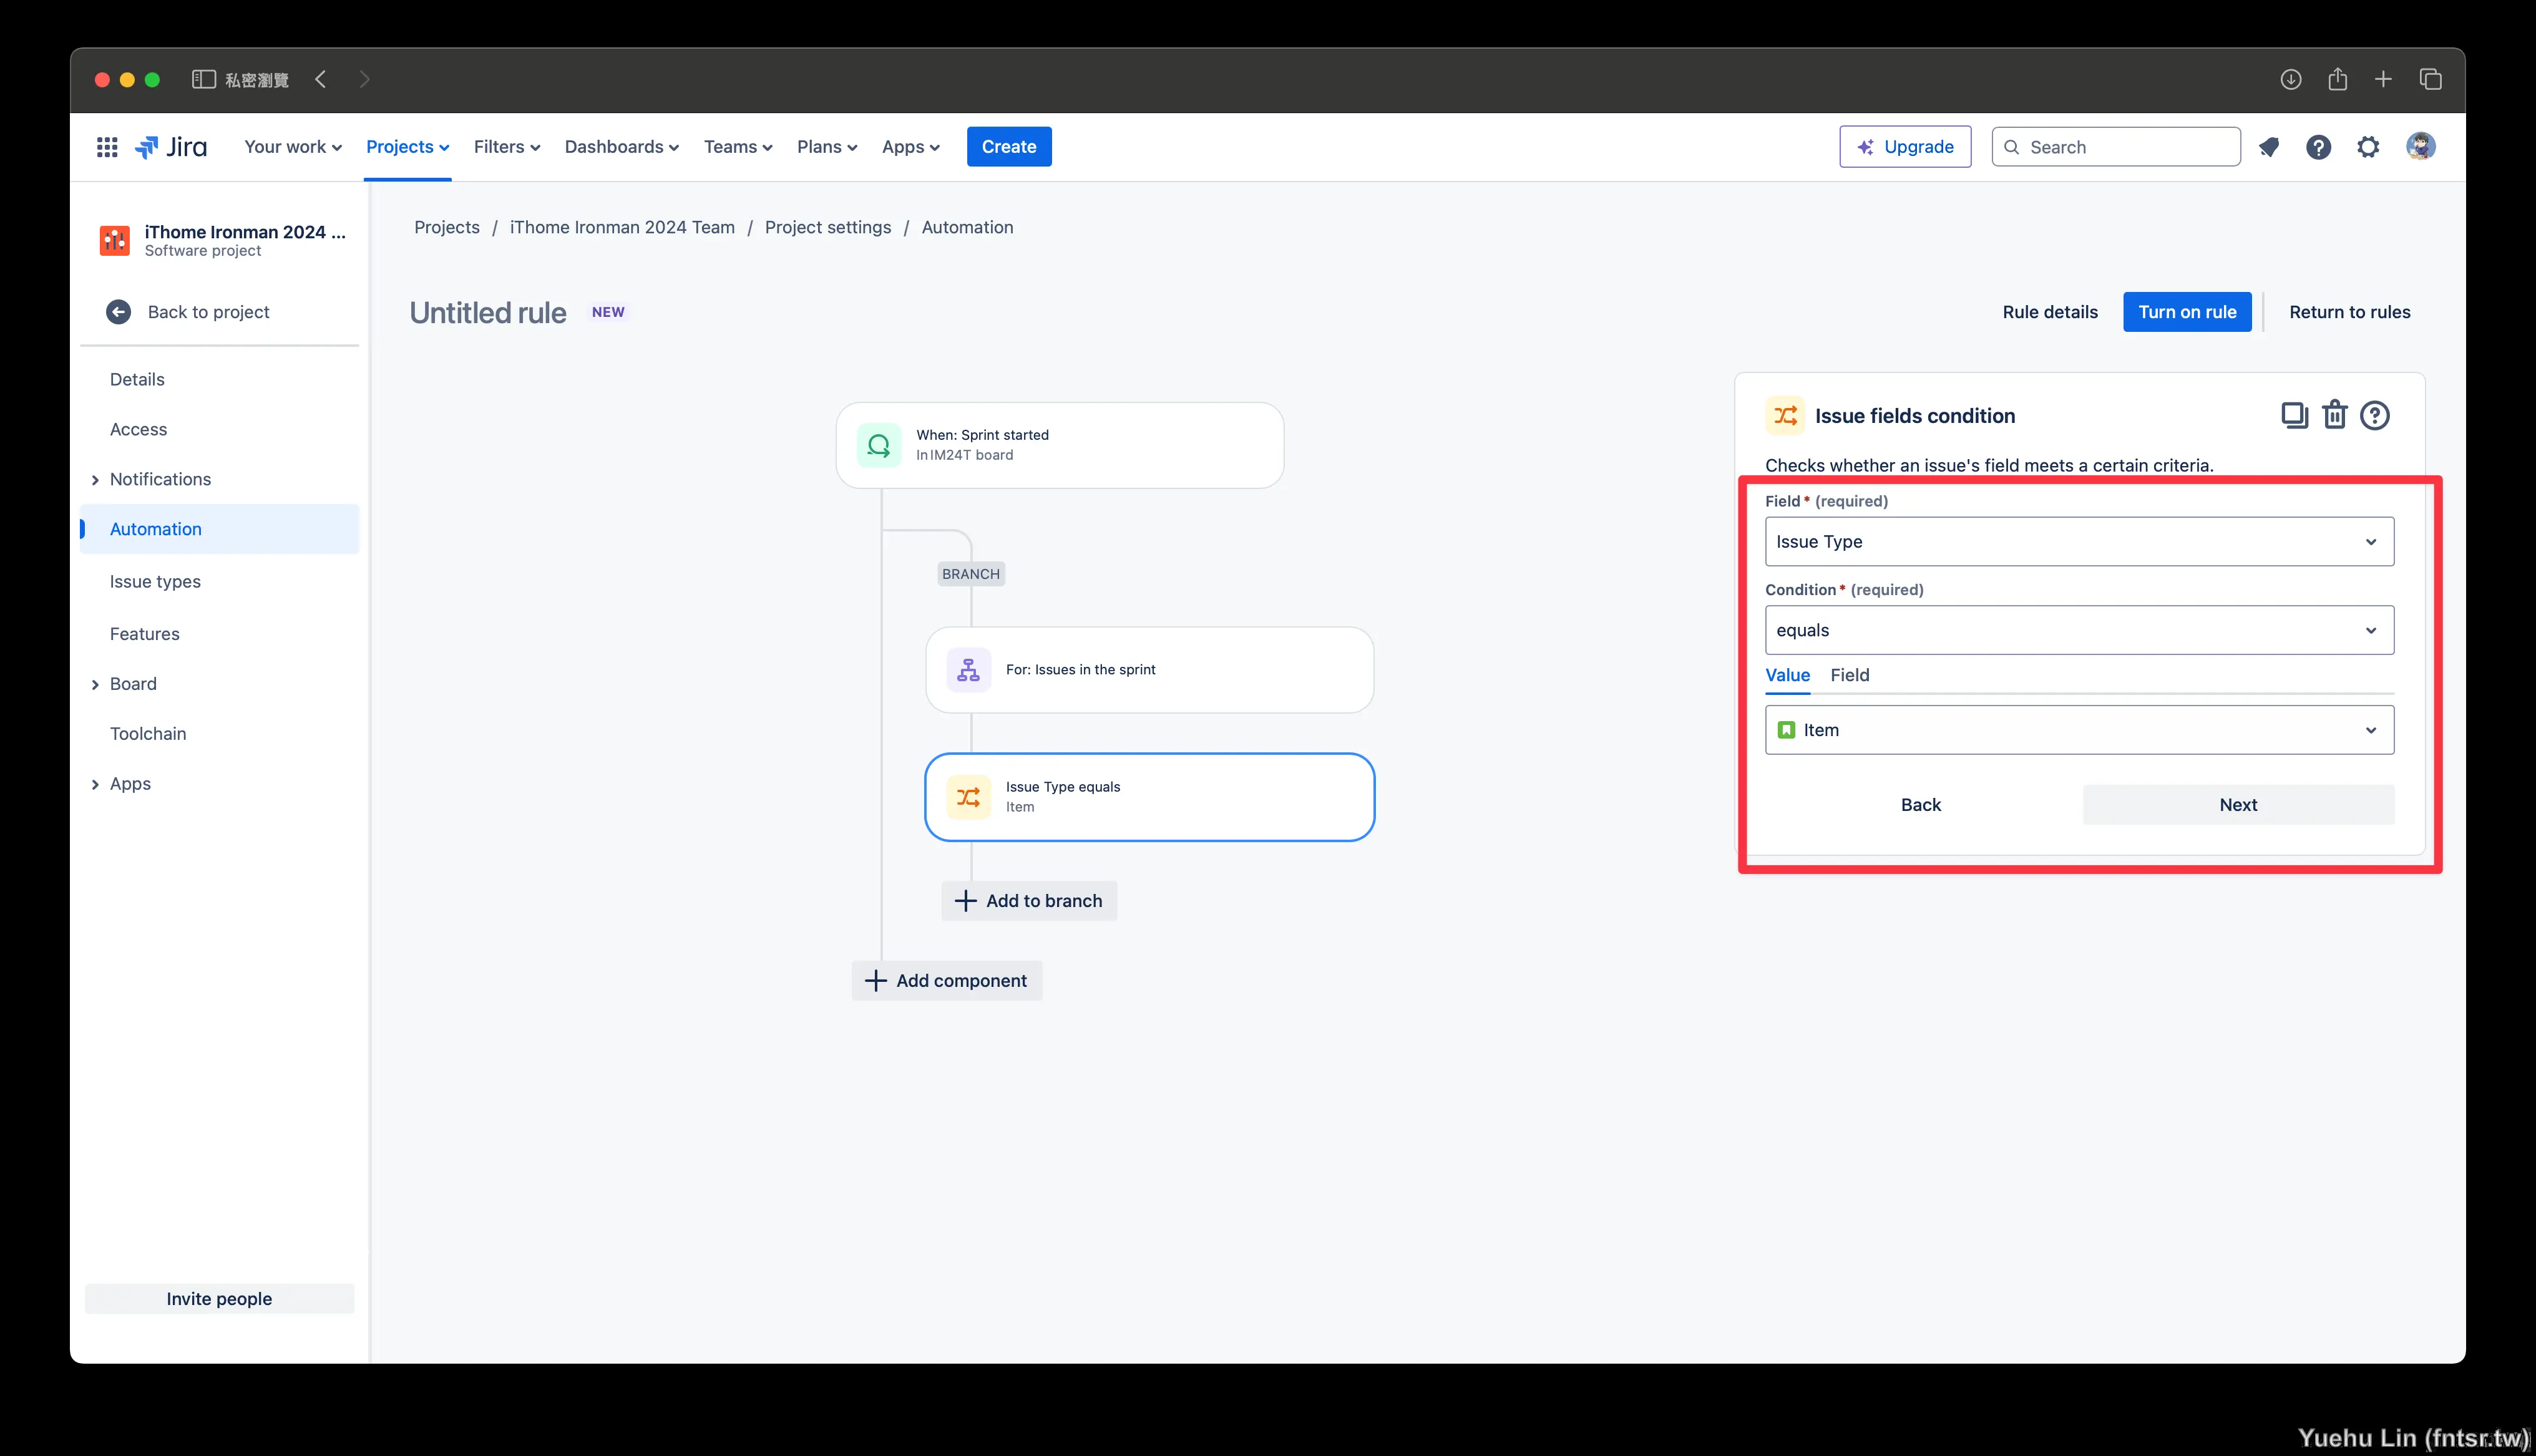 私密瀏覽
Jira
Your work
Projects
Filters
Dashboards
Teams
Plans
Apps
Create
Upgrade
Search
iThome Ironman 2024 ...
Software project
Back to project
Details
Access
Notifications
Automation
Issue types
Features
Board
Toolchain
Apps
Invite people
Projects / iThome Ironman 2024 Team / Project settings / Automation
Untitled rule NEW
Rule details
Turn on rule
Return to rules
When: Sprint started
In IM24T board
BRANCH
For: Issues in the sprint
Issue Type equals
Item
Add to branch
Add component
Issue fields condition
Checks whether an issue's field meets a certain criteria.
Field * (required)
Issue Type
Condition * (required)
equals
Value Field
Item
Back Next
Yuehu Lin (fntsr.tw)